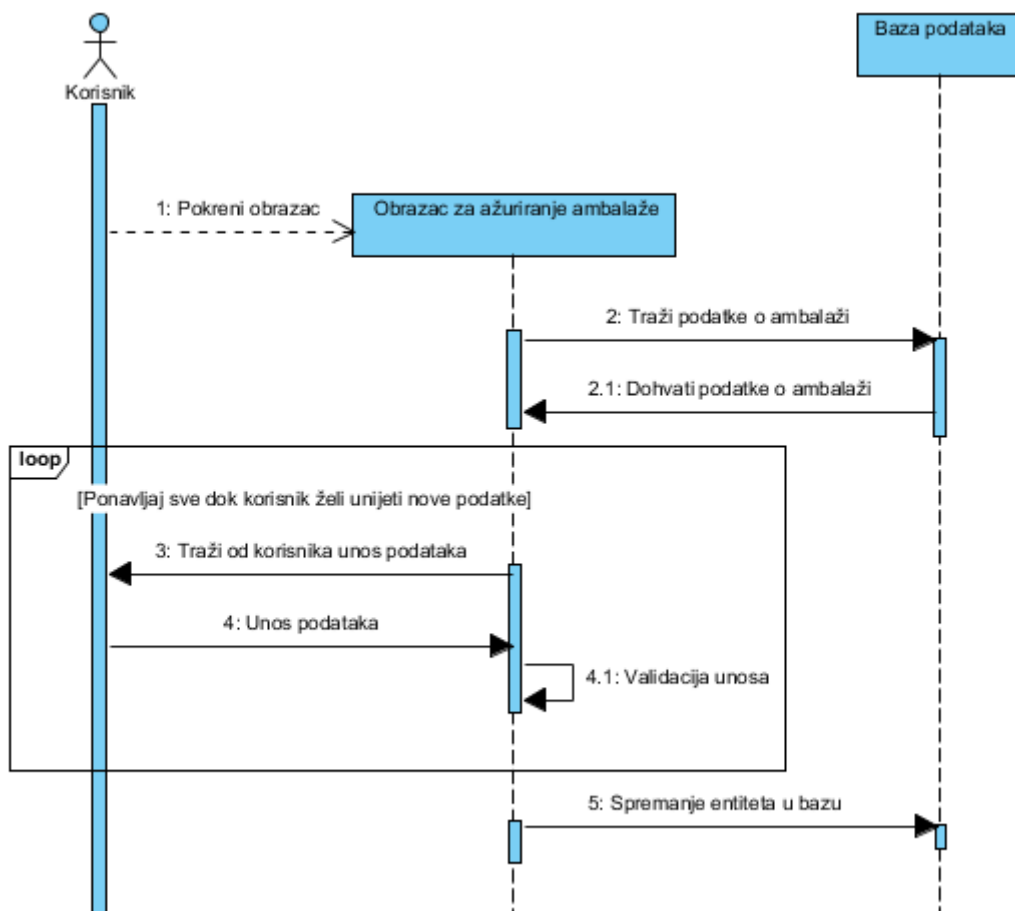 Baza podataka
Korisnik
1: Pokreni obrazac
Obrazac za ažuriranje ambalaže
2: Traži podatke o ambalaži
2.1: Dohvati podatke o ambalaži
loop
[Ponavljaj sve dok korisnik želi unijeti nove podatke]
3: Traži od korisnika unos podataka
4: Unos podataka
4.1: Validacija unosa
5: Spremanje entiteta u bazu